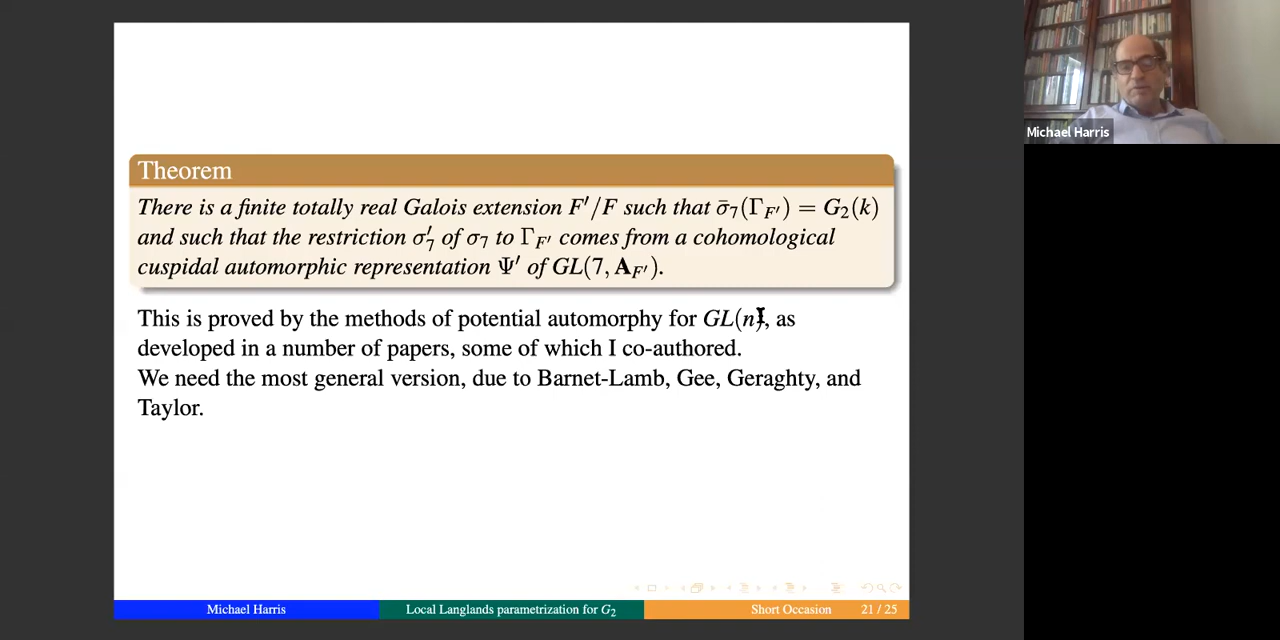 Theorem
There is a finite totally real Galois extension F′/F such that σ̄₇(Γ_F′) = G₂(k)
and such that the restriction σ′₇ of σ₇ to Γ_F′ comes from a cohomological
cuspidal automorphic representation Ψ′ of GL(7, A_F′).
This is proved by the methods of potential automorphy for GL(n), as
developed in a number of papers, some of which I co-authored.
We need the most general version, due to Barnet-Lamb, Gee, Geraghty, and
Taylor.
Michael Harris
Local Langlands parametrization for G₂
Short Occasion
21 / 25
Michael Harris